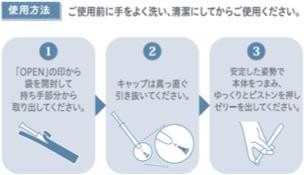 使用方法 ご使用前に手をよく洗い、清潔にしてからご使用ください。
1
「OPEN」の印から
袋を開封して
持ち手部分から
取り出してください。
2
キャップは真っ直ぐ
引き抜いてください。
3
安定した姿勢で
本体をつまみ、
ゆっくりとピストンを押し
ゼリーを出してください。